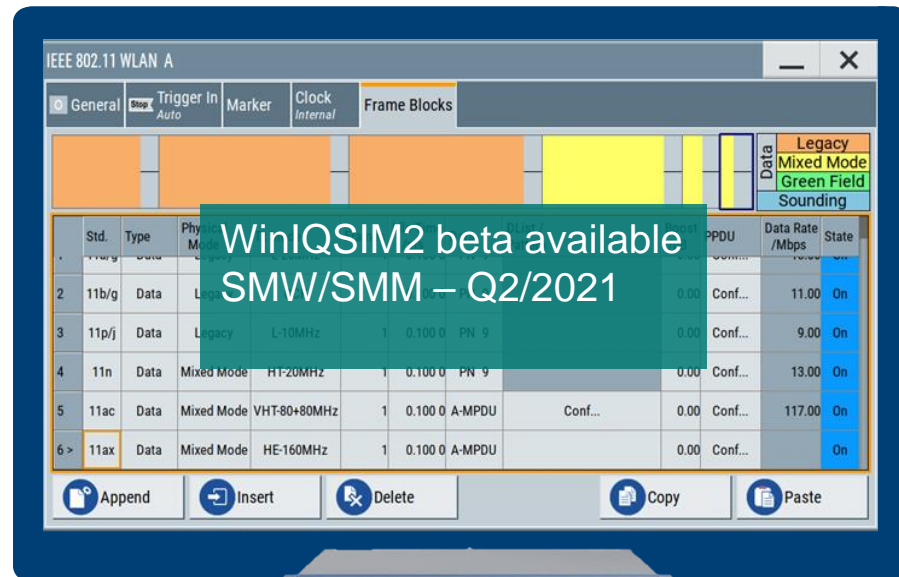 IEEE 802.11 WLAN A
General Stop Trigger In Auto Marker Clock Internal Frame Blocks
Data Legacy
Mixed Mode
Green Field
Sounding
Std. Type PPDU Data Rate /Mbps State
WinIQSIM2 beta available
SMW/SMM – Q2/2021
2 11b/g Data 0.00 Conf... 11.00 On
3 11p/j Data Legacy L-10MHz 1 0.100 0 PN 9 0.00 Conf... 9.00 On
4 11n Data Mixed Mode HT-20MHz 1 0.100 0 PN 9 0.00 Conf... 13.00 On
5 11ac Data Mixed Mode VHT-80+80MHz 1 0.100 0 A-MPDU Conf... 0.00 Conf... 117.00 On
6 > 11ax Data Mixed Mode HE-160MHz 1 0.100 0 A-MPDU 0.00 Conf... On
Append Insert Delete Copy Paste